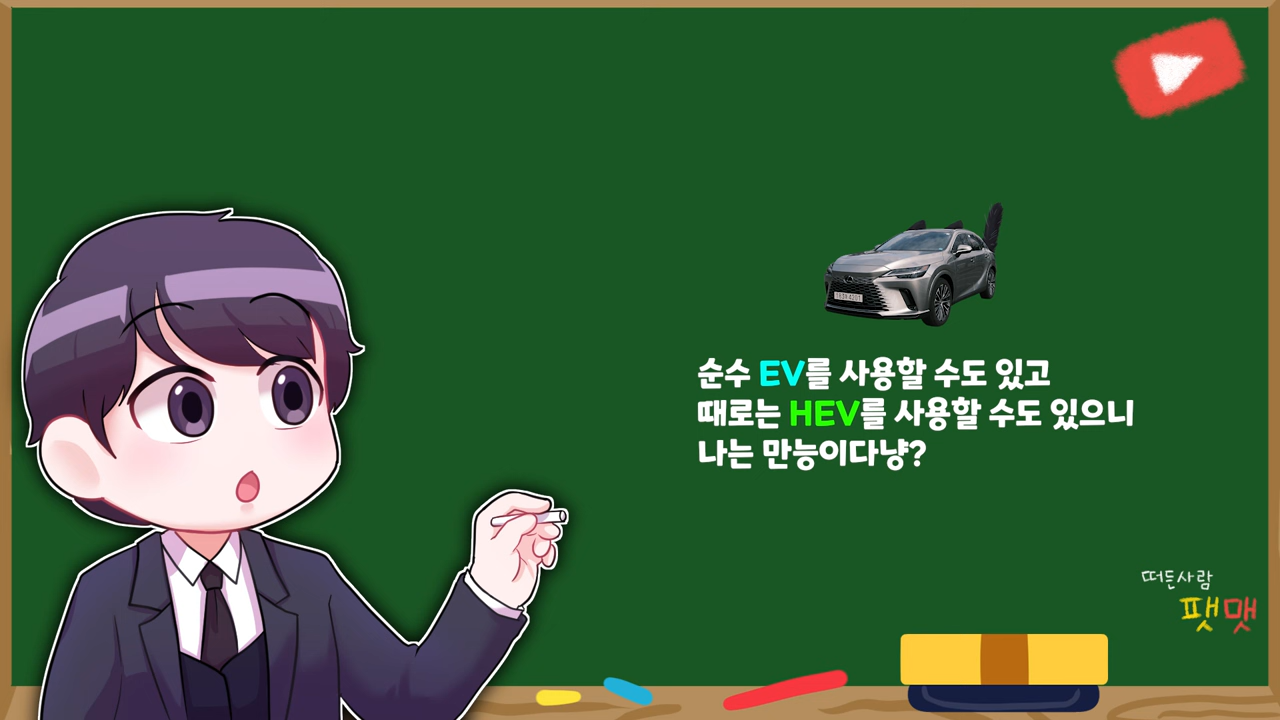 순수 EV를 사용할 수도 있고
때로는 HEV를 사용할 수도 있으니
나는 만능이다냥?
떠든사람
팻맷